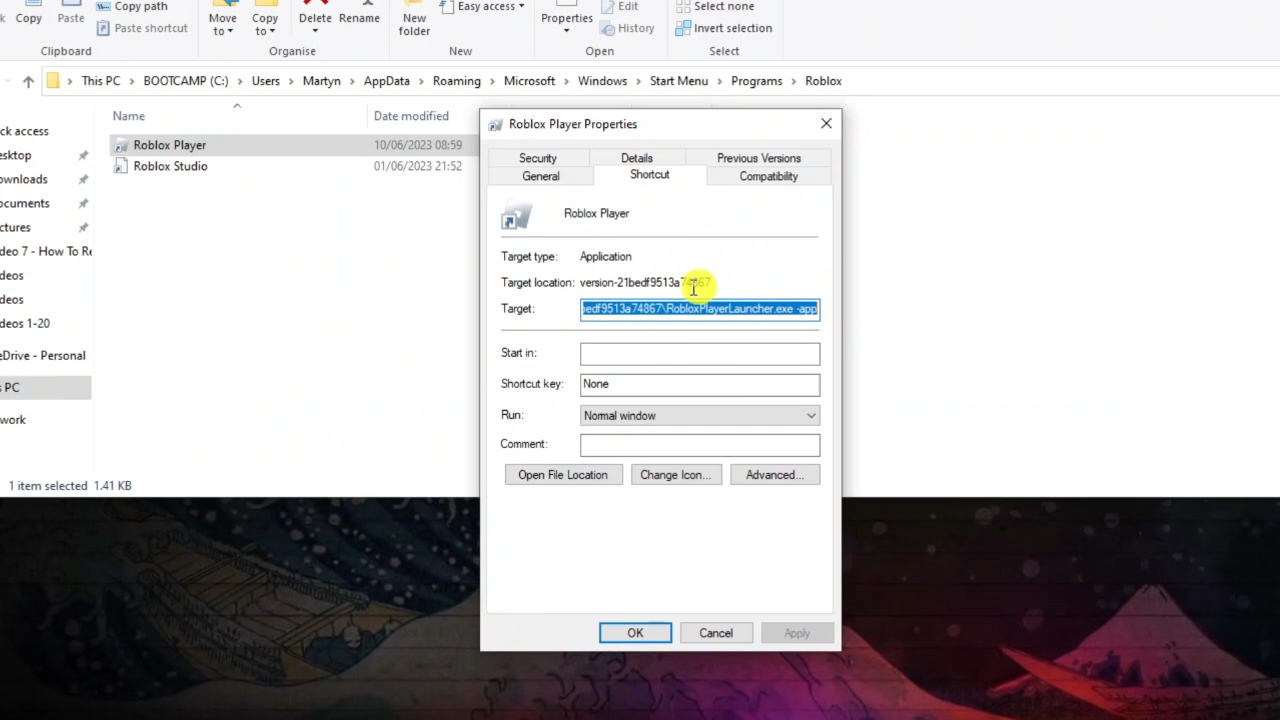 Copy
Paste
Copy path
Paste shortcut
Clipboard
Move
to
Copy
to
Delete
Rename
Organise
New
folder
Easy access
New
Properties
Edit
History
Open
Select none
Invert selection
Select
This PC > BOOTCAMP (C:) > Users > Martyn > AppData > Roaming > Microsoft > Windows > Start Menu > Programs > Roblox
Name
Date modified
Roblox Player
10/06/2023 08:59
Roblox Studio
01/06/2023 21:52
ck access
esktop
ownloads
ocuments
ctures
deo 7 - How To Re
deos
deos
deos 1-20
eDrive - Personal
s PC
work
1 item selected 1.41 KB
Roblox Player Properties
Security
Details
Previous Versions
General
Shortcut
Compatibility
Roblox Player
Target type: Application
Target location: version-21bedf9513a74867
Target: bedf9513a74867\RobloxPlayerLauncher.exe -app
Start in:
Shortcut key: None
Run: Normal window
Comment:
Open File Location
Change Icon...
Advanced...
OK
Cancel
Apply